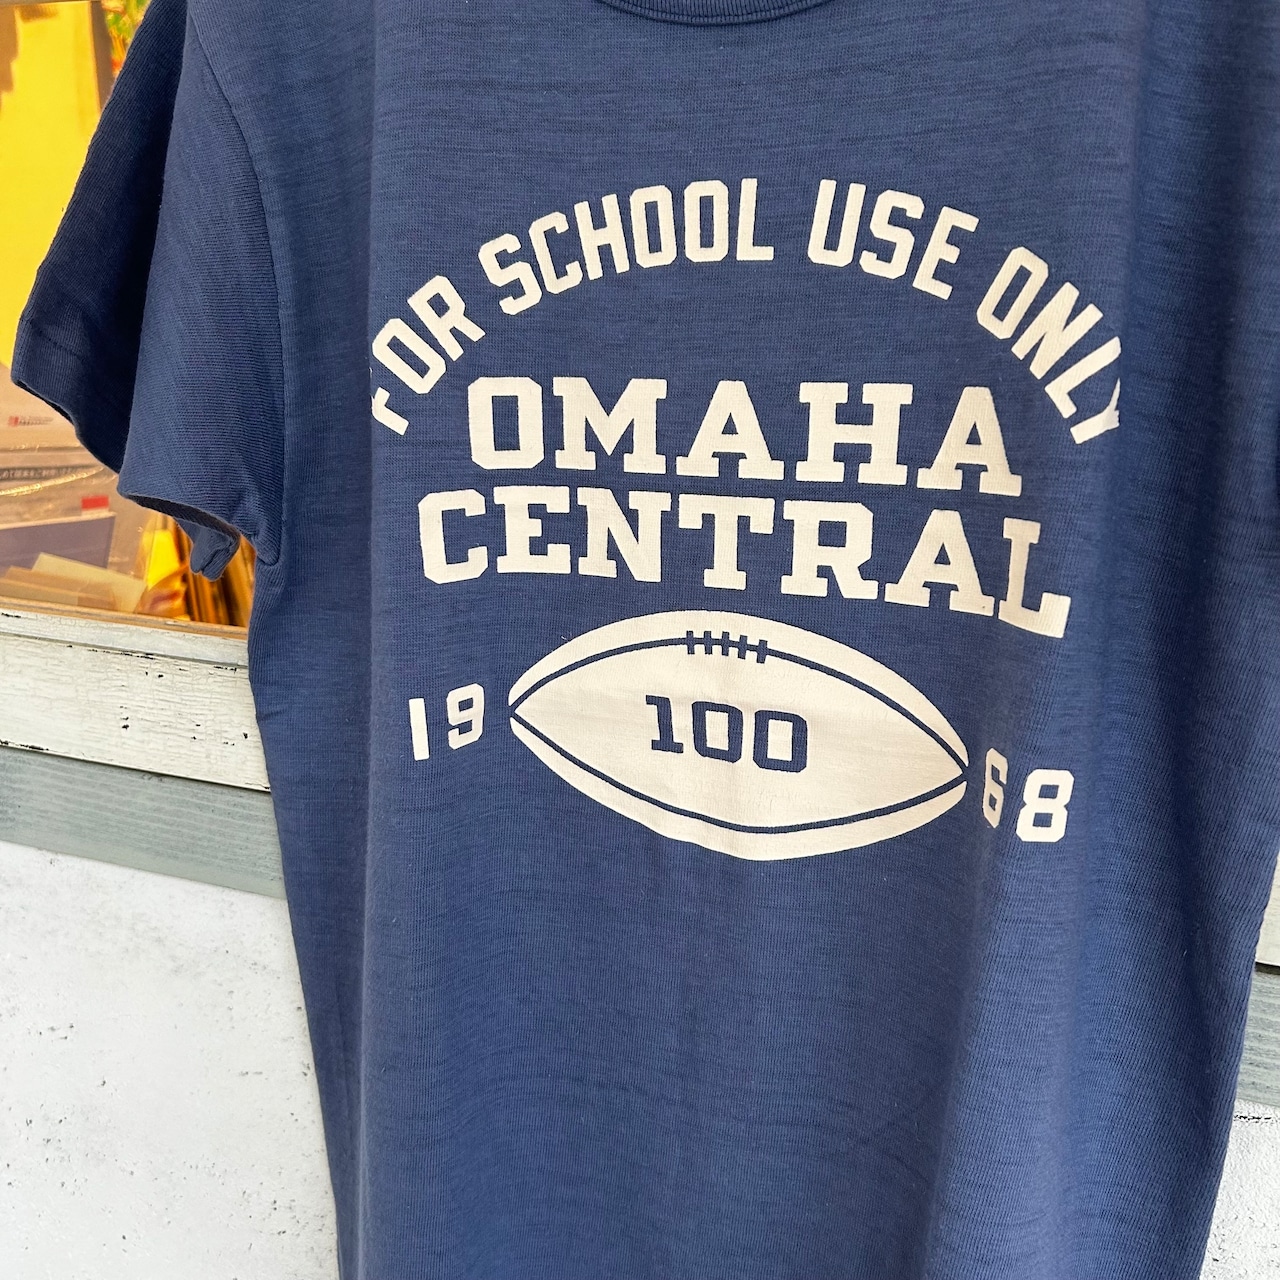 FOR SCHOOL USE ONLY
OMAHA
CENTRAL
19 100 68